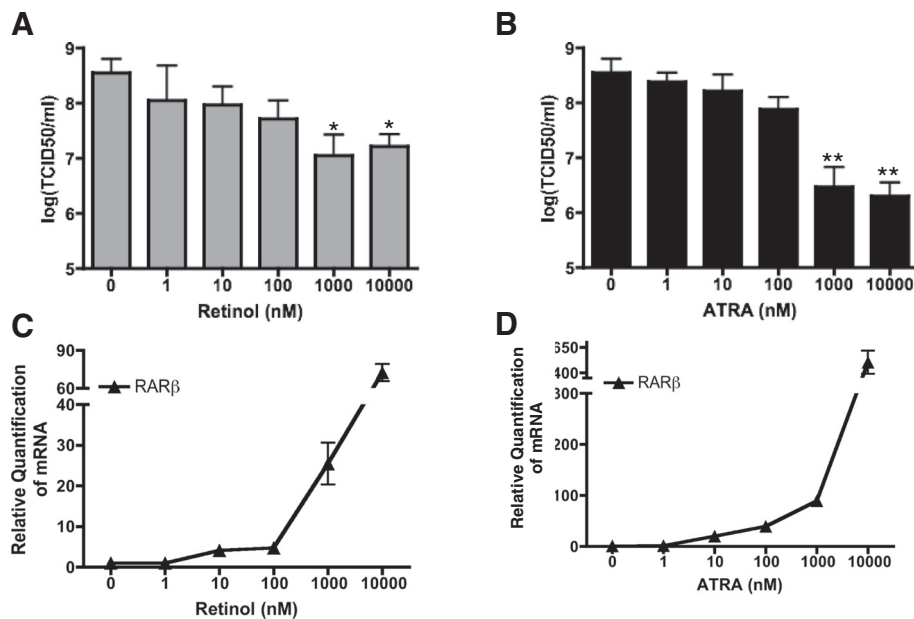 A
log(TCID50/ml)
9
8
7
6
5
* *
0 1 10 100 1000 10000
Retinol (nM)
B
log(TCID50/ml)
9
8
7
6
5
** **
0 1 10 100 1000 10000
ATRA (nM)
C
Relative Quantification
of mRNA
90
60
40
30
20
10
0
RARβ
0 1 10 100 1000 10000
Retinol (nM)
D
Relative Quantification
of mRNA
650
400
300
200
100
0
RARβ
0 1 10 100 1000 10000
ATRA (nM)